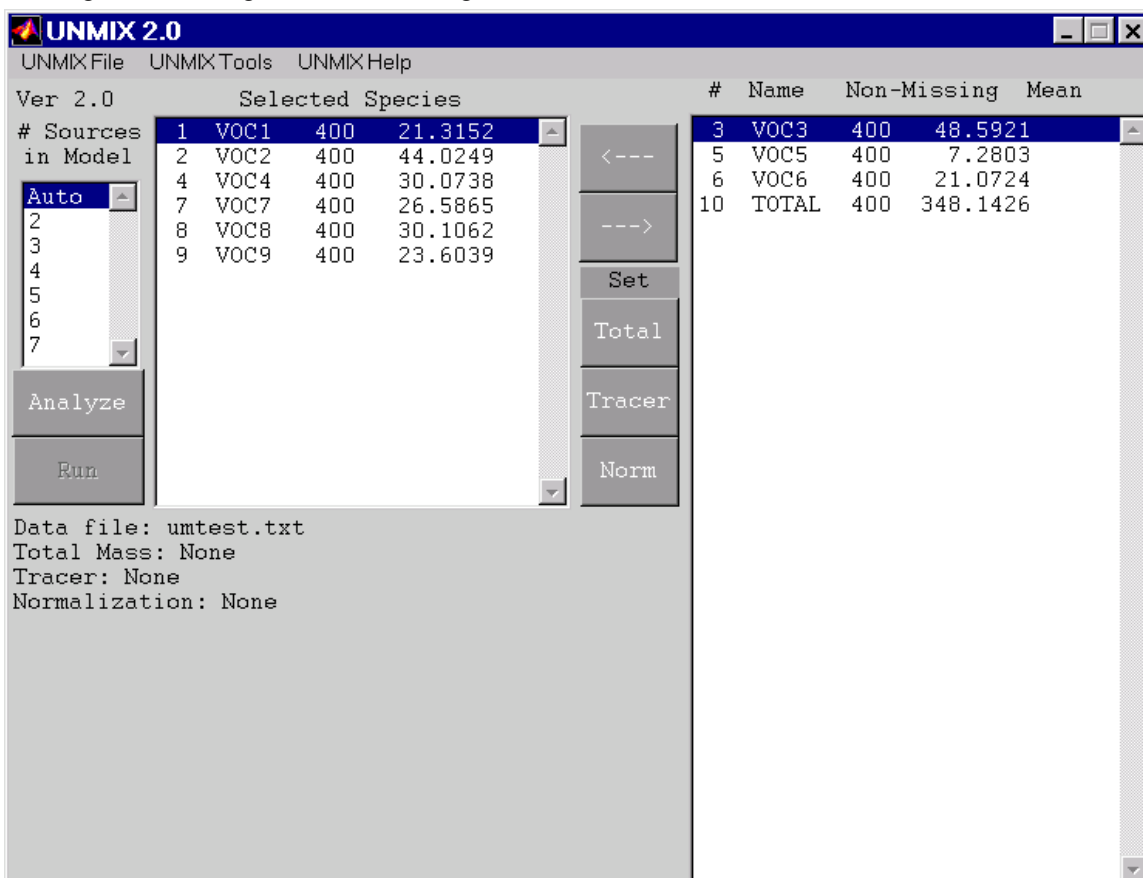 UNMIX 2.0
UNMIX File UNMIX Tools UNMIX Help
Ver 2.0
# Sources
in Model
Auto
2
3
4
5
6
7
Analyze
Run
Selected Species
1 VOC1 400 21.3152
2 VOC2 400 44.0249
4 VOC4 400 30.0738
7 VOC7 400 26.5865
8 VOC8 400 30.1062
9 VOC9 400 23.6039
<---
--->
Set
Total
Tracer
Norm
# Name Non-Missing Mean
3 VOC3 400 48.5921
5 VOC5 400 7.2803
6 VOC6 400 21.0724
10 TOTAL 400 348.1426
Data file: umtest.txt
Total Mass: None
Tracer: None
Normalization: None